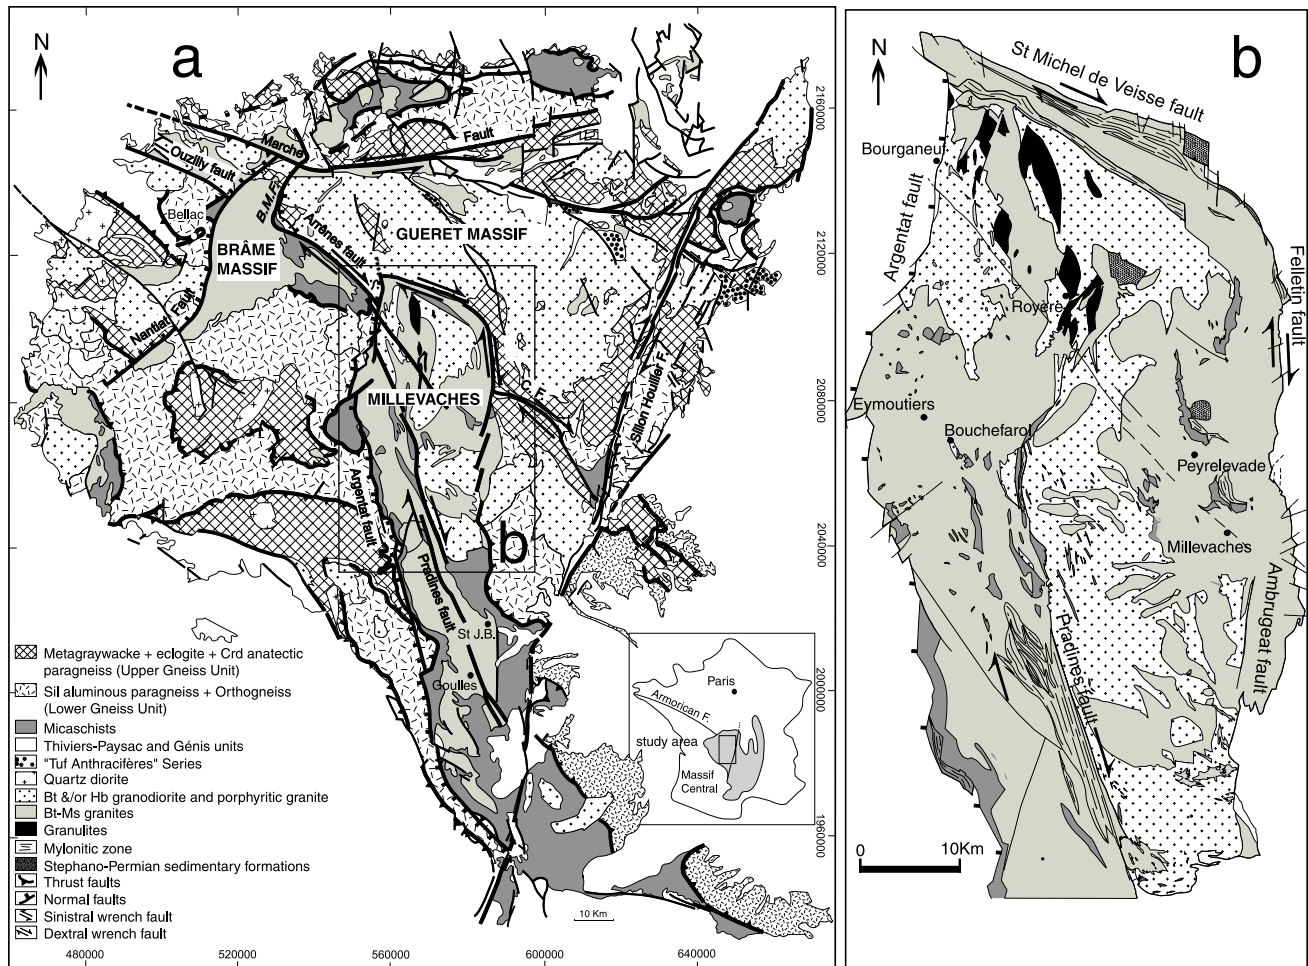 a
N
Marche
Fault
Ouzilly fault
B.M.F.
Bellac
Arrênes fault
GUERET MASSIF
BRÂME
MASSIF
Nantiat Fault
MILLEVACHES
C. F.
Sillon Houiller F.
Argentat fault
b
Pradines fault
St J.B.
Goulles
2160000
2120000
2080000
2040000
2000000
1960000
Metagraywacke + eclogite + Crd anatectic
paragneiss (Upper Gneiss Unit)
Sil aluminous paragneiss + Orthogneiss
(Lower Gneiss Unit)
Micaschists
Thiviers-Paysac and Génis units
"Tuf Anthracifères" Series
Quartz diorite
Bt &/or Hb granodiorite and porphyritic granite
Bt-Ms granites
Granulites
Mylonitic zone
Stephano-Permian sedimentary formations
Thrust faults
Normal faults
Sinistral wrench fault
Dextral wrench fault
Paris
Armorican F.
study area
Massif
Central
10 Km
480000
520000
560000
600000
640000
b
N
St Michel de Veisse fault
Bourganeuf
Argentat fault
Felletin fault
Royère
Eymoutiers
Bouchefarol
Peyrelevade
Millevaches
Ambrugeat fault
Pradines fault
0
10Km